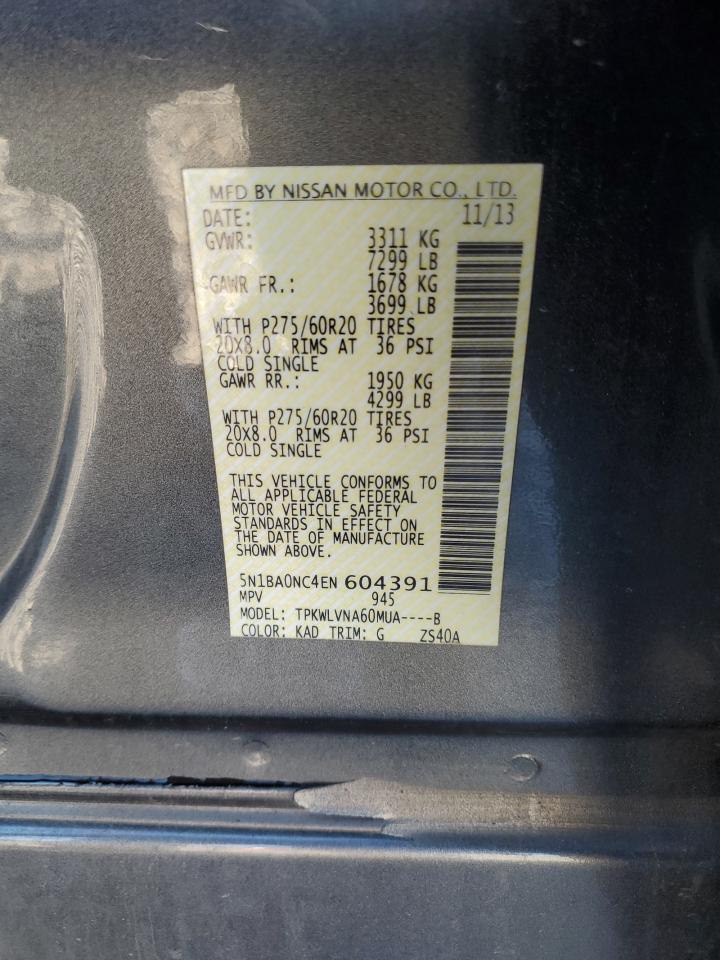 MFD BY NISSAN MOTOR CO., LTD.
DATE: 11/13
GVWR: 3311 KG
7299 LB
GAWR FR.: 1678 KG
3699 LB
WITH P275/60R20 TIRES
20X8.0 RIMS AT 36 PSI
COLD SINGLE
GAWR RR.: 1950 KG
4299 LB
WITH P275/60R20 TIRES
20X8.0 RIMS AT 36 PSI
COLD SINGLE
THIS VEHICLE CONFORMS TO
ALL APPLICABLE FEDERAL
MOTOR VEHICLE SAFETY
STANDARDS IN EFFECT ON
THE DATE OF MANUFACTURE
SHOWN ABOVE.
5N1BA0NC4EN 604391
MPV 945
MODEL: TPKWLVNA60MUA----B
COLOR: KAD TRIM: G ZS40A